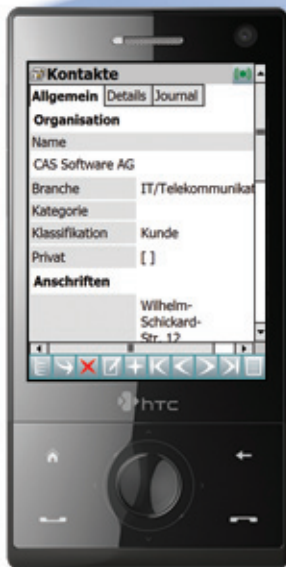 Kontakte
Allgemein Details Journal
Organisation
Name
CAS Software AG
Branche IT/Telekommunikat
Kategorie
Klassifikation Kunde
Privat [ ]
Anschriften
Wilhelm-
Schickard-
Str. 12
hTC